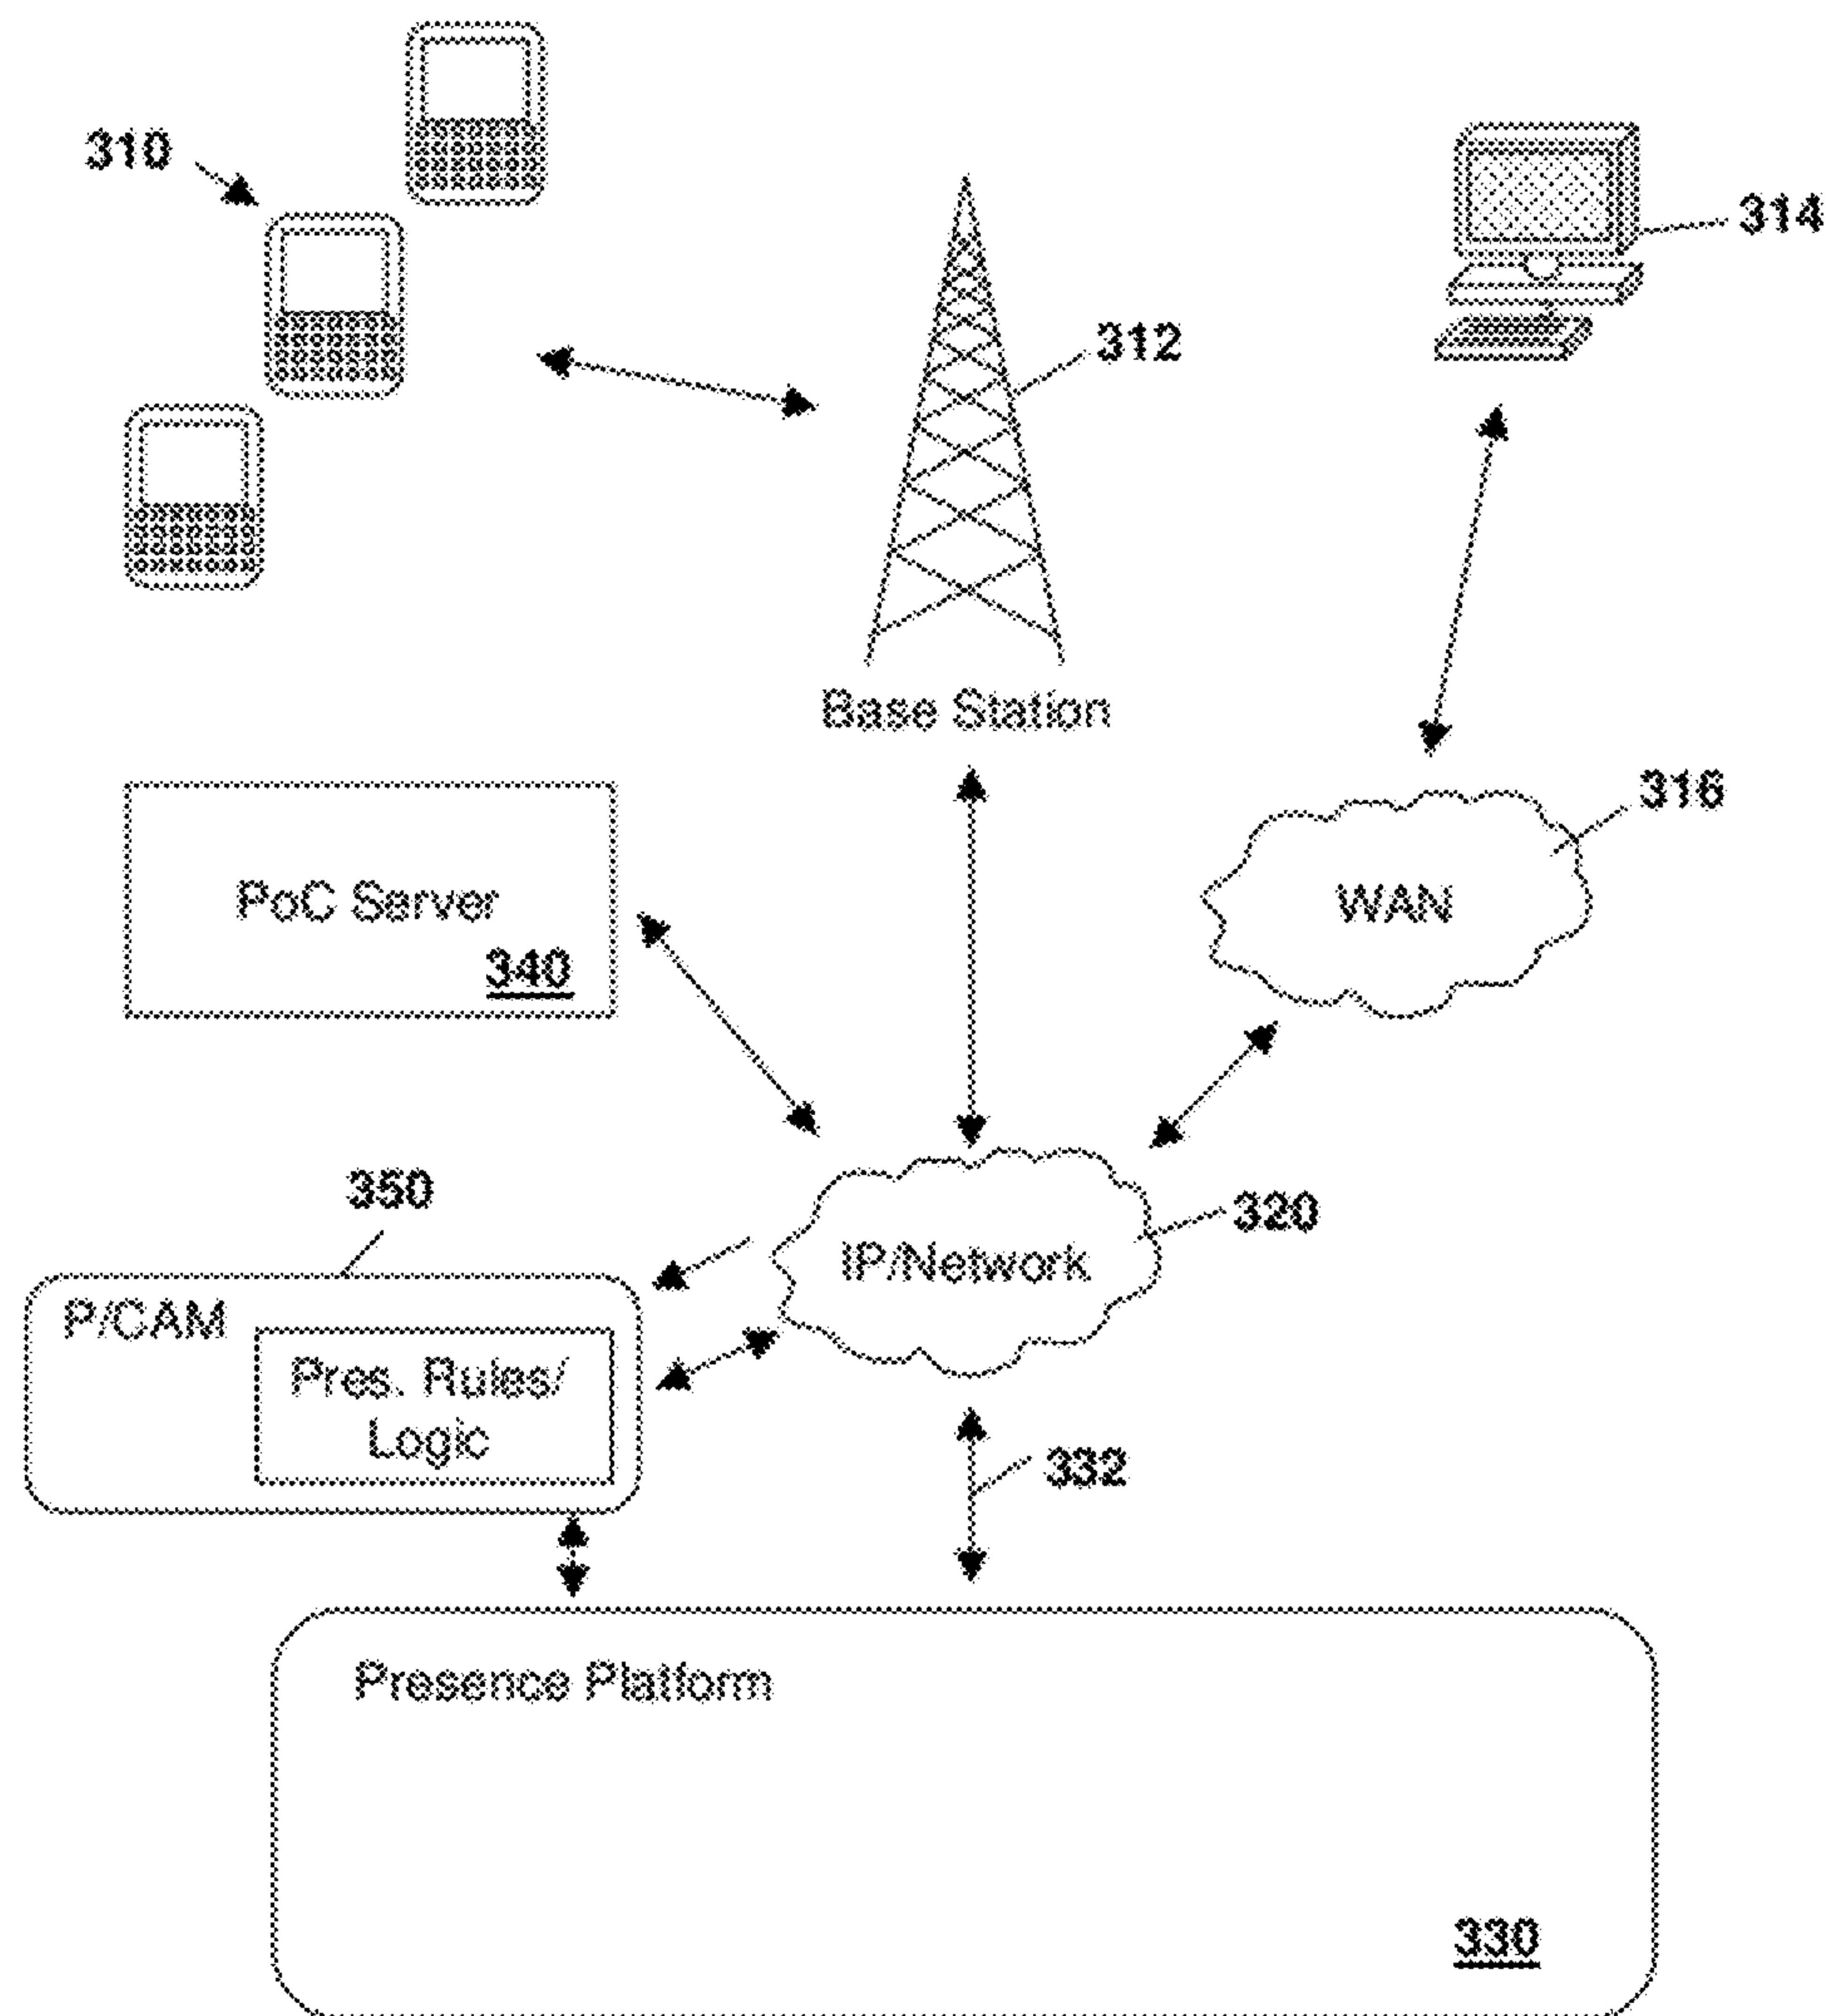 310
314
312
Base Station
316
WAN
PoC Server
340
350
320
IP/Network
P/CAM
Pres. Rules/
Logic
332
Presence Platform
330